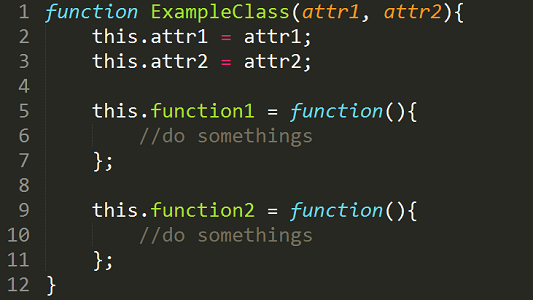 1 function ExampleClass(attr1, attr2){
2     this.attr1 = attr1;
3     this.attr2 = attr2;
4
5     this.function1 = function(){
6         //do somethings
7     };
8
9     this.function2 = function(){
10         //do somethings
11     };
12 }